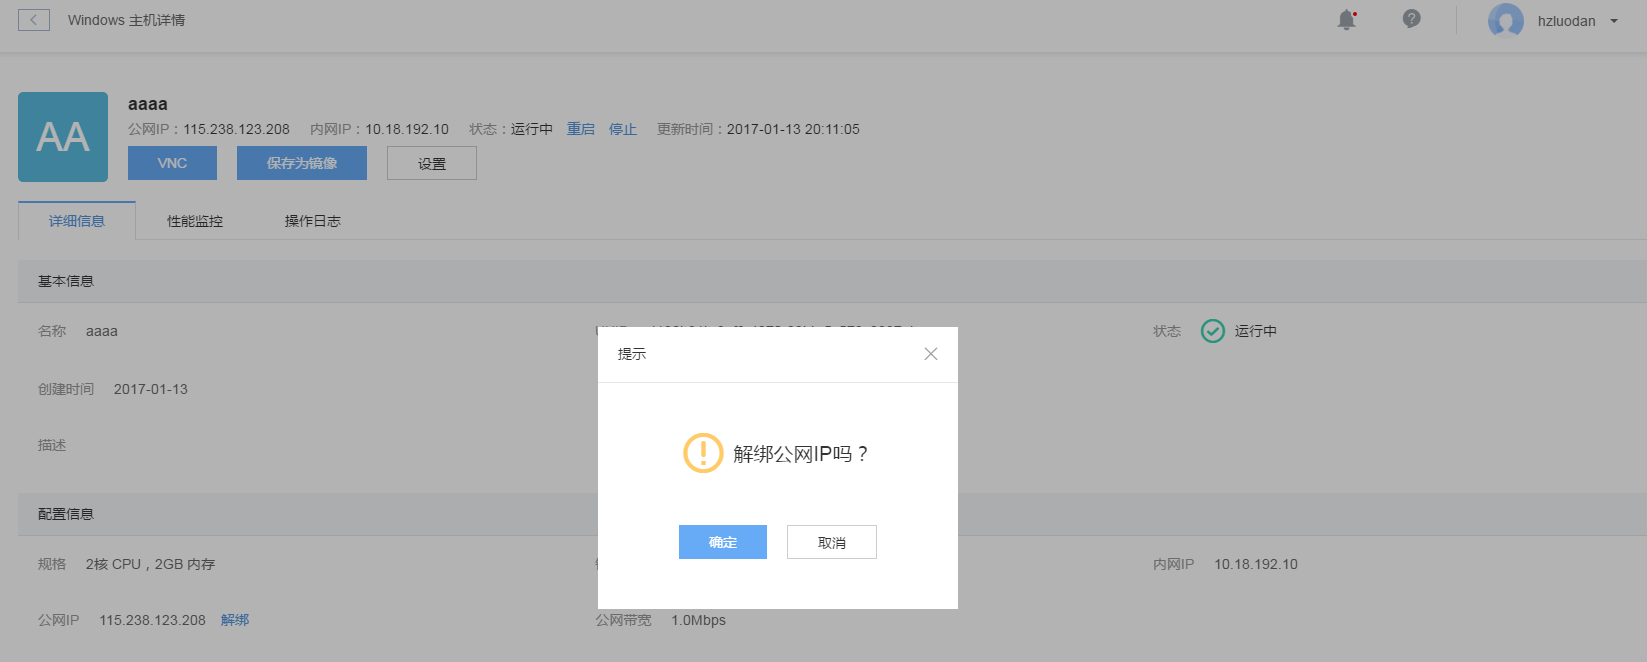 Windows 主机详情
hzluodan
AA
aaaa
公网IP：115.238.123.208 内网IP：10.18.192.10 状态：运行中 重启 停止 更新时间：2017-01-13 20:11:05
VNC 保存为镜像 设置
详细信息 性能监控 操作日志
基本信息
名称 aaaa
状态 运行中
提示
创建时间 2017-01-13
描述
解绑公网IP吗？
配置信息
确定 取消
规格 2核 CPU，2GB 内存
内网IP 10.18.192.10
公网IP 115.238.123.208 解绑 公网带宽 1.0Mbps